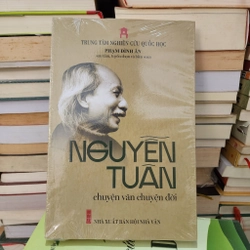 TRUNG TÂM NGHIÊN CỨU QUỐC HỌC
PHẠM ĐÌNH ÂN
NGUYỄN
TUÂN
chuyện văn chuyện đời
NHÀ XUẤT BẢN HỘI NHÀ VĂN